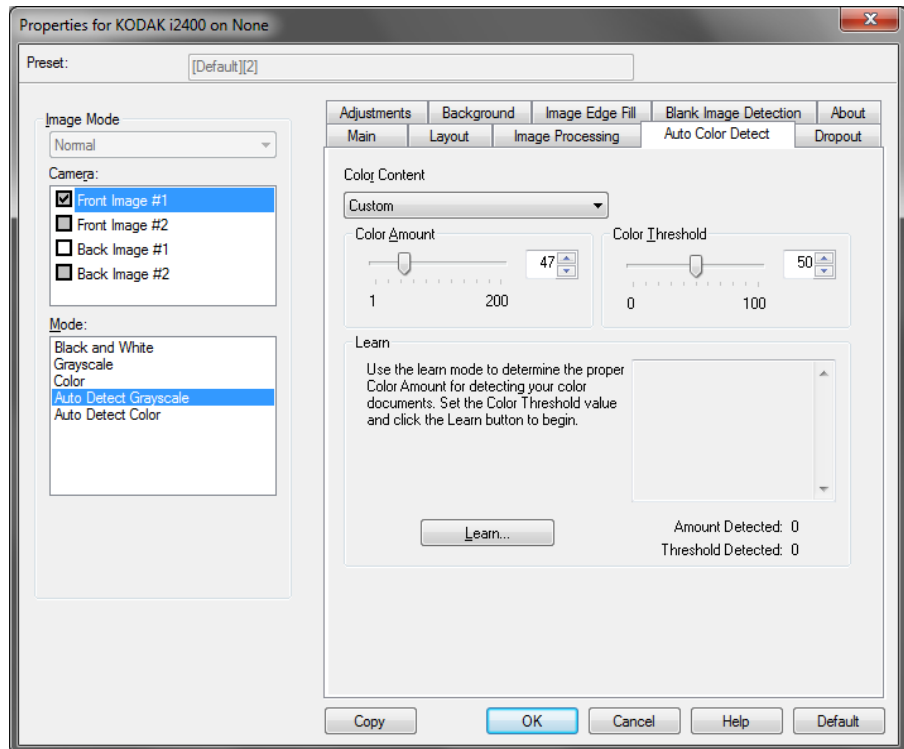 Properties for KODAK i2400 on None
Preset:
[Default][2]
Image Mode
Normal
Camera:
Front Image #1
Front Image #2
Back Image #1
Back Image #2
Mode:
Black and White
Grayscale
Color
Auto Detect Grayscale
Auto Detect Color
Adjustments Background Image Edge Fill Blank Image Detection About
Main Layout Image Processing Auto Color Detect Dropout
Color Content
Custom
Color Amount
47
1 200
Color Threshold
50
0 100
Learn
Use the learn mode to determine the proper
Color Amount for detecting your color
documents. Set the Color Threshold value
and click the Learn button to begin.
Learn...
Amount Detected: 0
Threshold Detected: 0
Copy OK Cancel Help Default